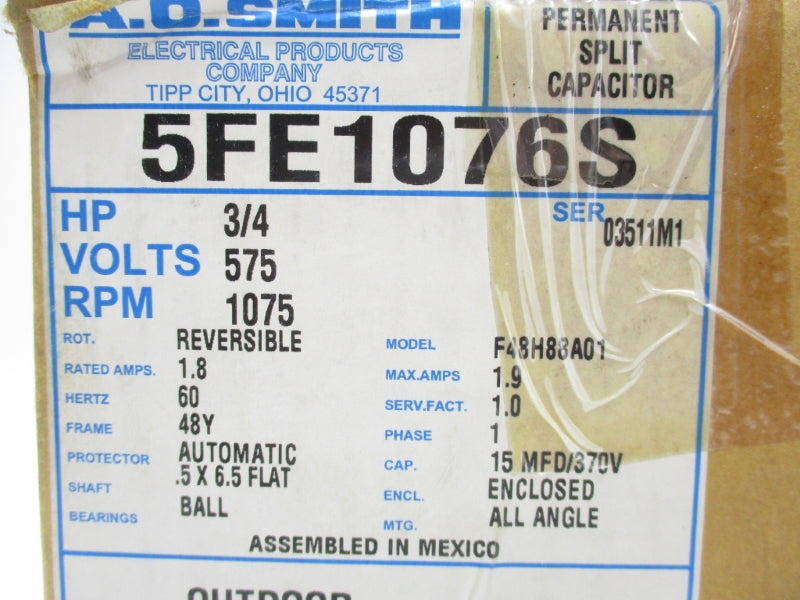 A.O.SMITH
ELECTRICAL PRODUCTS
COMPANY
TIPP CITY, OHIO 45371
PERMANENT
SPLIT
CAPACITOR
5FE1076S
SER 03511M1
HP 3/4
VOLTS 575
RPM 1075
ROT. REVERSIBLE
RATED AMPS. 1.8
HERTZ 60
FRAME 48Y
PROTECTOR AUTOMATIC
SHAFT .5 X 6.5 FLAT
BEARINGS BALL
MODEL F48H88A01
MAX.AMPS 1.9
SERV.FACT. 1.0
PHASE 1
CAP. 15 MFD/370V
ENCL. ENCLOSED
MTG. ALL ANGLE
ASSEMBLED IN MEXICO
OUTDOOR